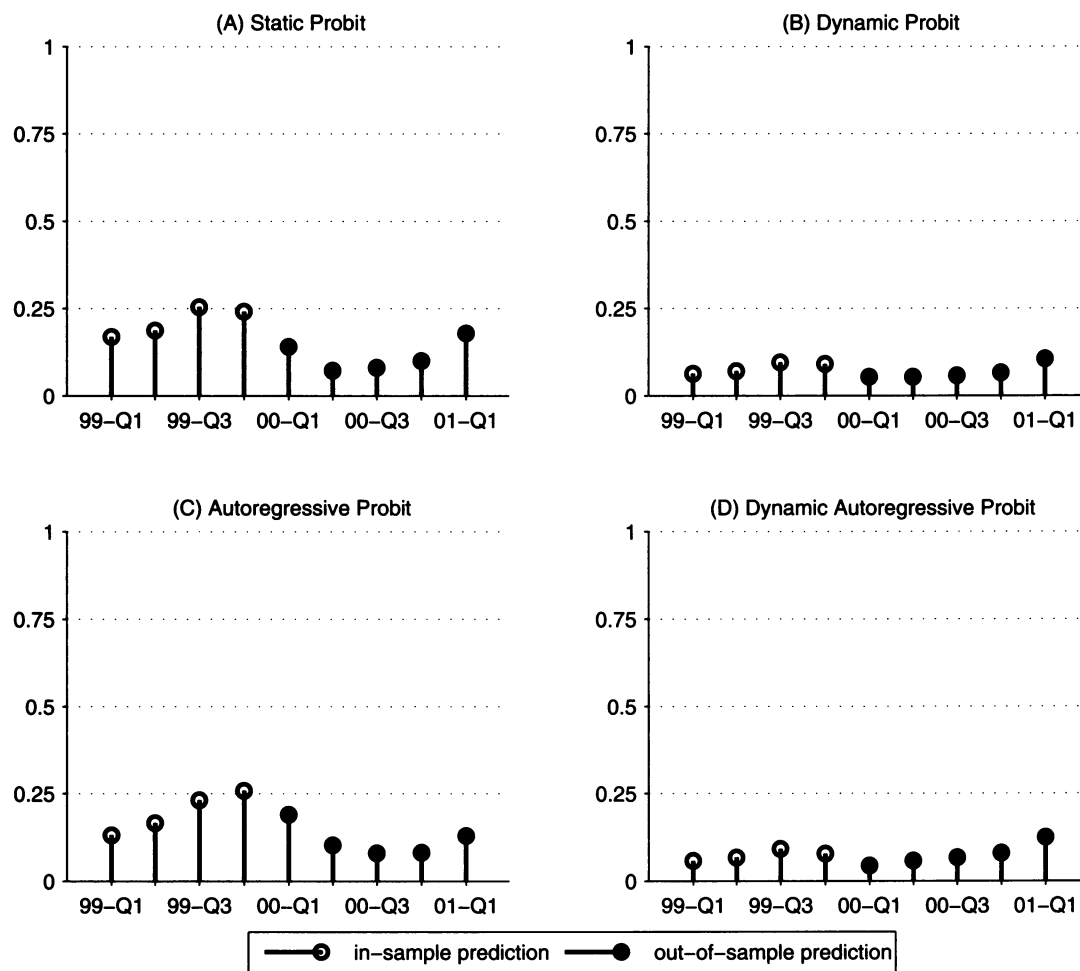 (A) Static Probit
1
0.75
0.5
0.25
0
99–Q1 99–Q3 00–Q1 00–Q3 01–Q1
(B) Dynamic Probit
1
0.75
0.5
0.25
0
99–Q1 99–Q3 00–Q1 00–Q3 01–Q1
(C) Autoregressive Probit
1
0.75
0.5
0.25
0
99–Q1 99–Q3 00–Q1 00–Q3 01–Q1
(D) Dynamic Autoregressive Probit
1
0.75
0.5
0.25
0
99–Q1 99–Q3 00–Q1 00–Q3 01–Q1
in–sample prediction out–of–sample prediction